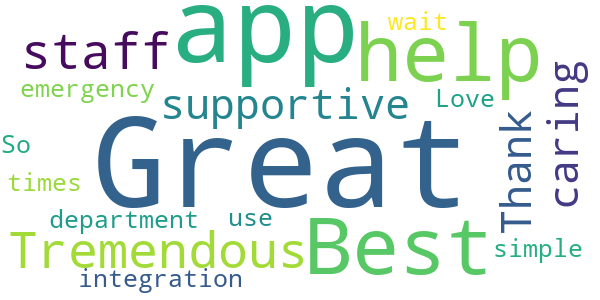 app
wait
staff
help
emergency
supportive
Love
caring
Great
Thank
So
times
department
use
Best
Tremendous
simple
integration